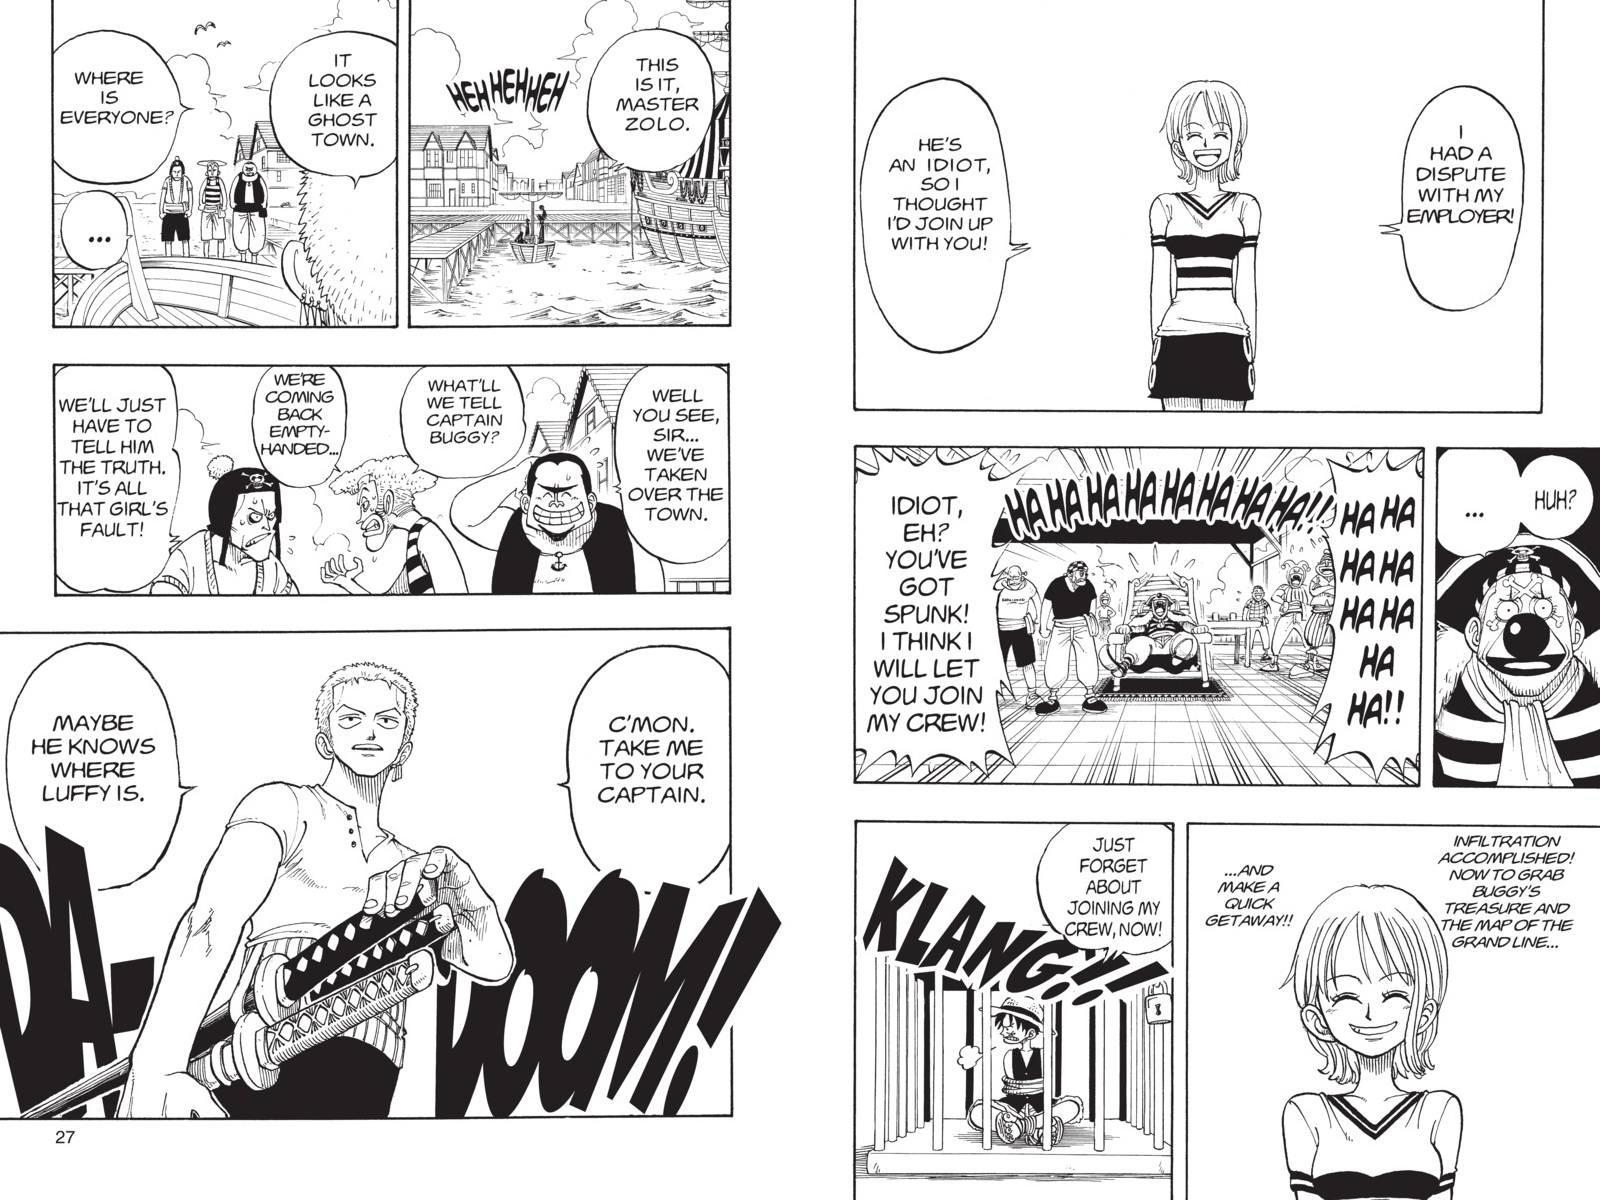 I
HAD A
DISPUTE
WITH MY
EMPLOYER!
HE'S
AN IDIOT,
SO I
THOUGHT
I'D JOIN UP
WITH YOU!
HUH?
...
HA HA
HA HA
HA HA
HA
HA!!
HA HA HA HA HA HA HA HA!!
IDIOT,
EH?
YOU'VE
GOT
SPUNK!
I THINK I
WILL LET
YOU JOIN
MY CREW!
INFILTRATION
ACCOMPLISHED!
NOW TO GRAB
BUGGY'S
TREASURE AND
THE MAP OF THE
GRAND LINE...
...AND
MAKE A
QUICK
GETAWAY!!
JUST
FORGET
ABOUT
JOINING MY
CREW, NOW!
KLANG!!
THIS
IS IT,
MASTER
ZOLO.
HEH HEH HEH
IT
LOOKS
LIKE A
GHOST
TOWN.
WHERE
IS
EVERYONE?
...
WELL
YOU SEE,
SIR...
WE'VE
TAKEN
OVER THE
TOWN.
WHAT'LL
WE TELL
CAPTAIN
BUGGY?
WE'RE
COMING
BACK
EMPTY-
HANDED...
WE'LL JUST
HAVE TO
TELL HIM
THE TRUTH.
IT'S ALL
THAT GIRL'S
FAULT!
C'MON.
TAKE ME
TO YOUR
CAPTAIN.
MAYBE
HE KNOWS
WHERE
LUFFY IS.
DA-
DOOM!
27